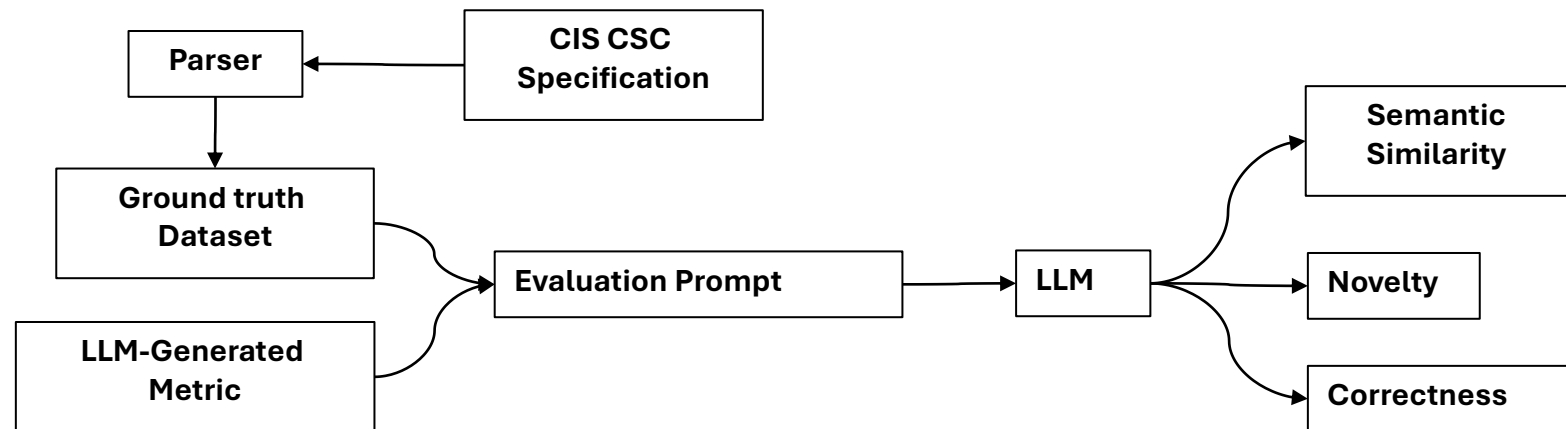 Parser
CIS CSC
Specification
Ground truth
Dataset
LLM-Generated
Metric
Evaluation Prompt
LLM
Semantic
Similarity
Novelty
Correctness